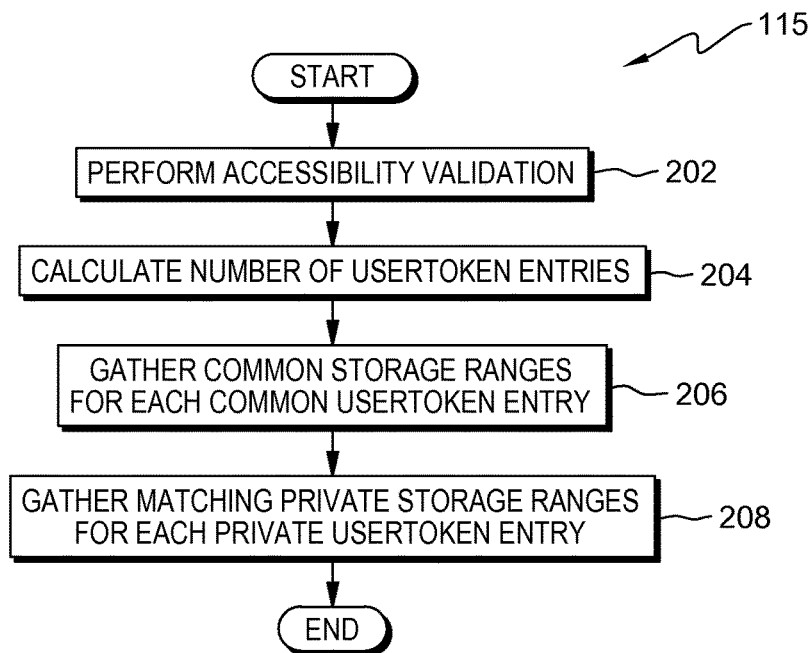 115
START
PERFORM ACCESSIBILITY VALIDATION
202
CALCULATE NUMBER OF USERTOKEN ENTRIES
204
GATHER COMMON STORAGE RANGES
FOR EACH COMMON USERTOKEN ENTRY
206
GATHER MATCHING PRIVATE STORAGE RANGES
FOR EACH PRIVATE USERTOKEN ENTRY
208
END